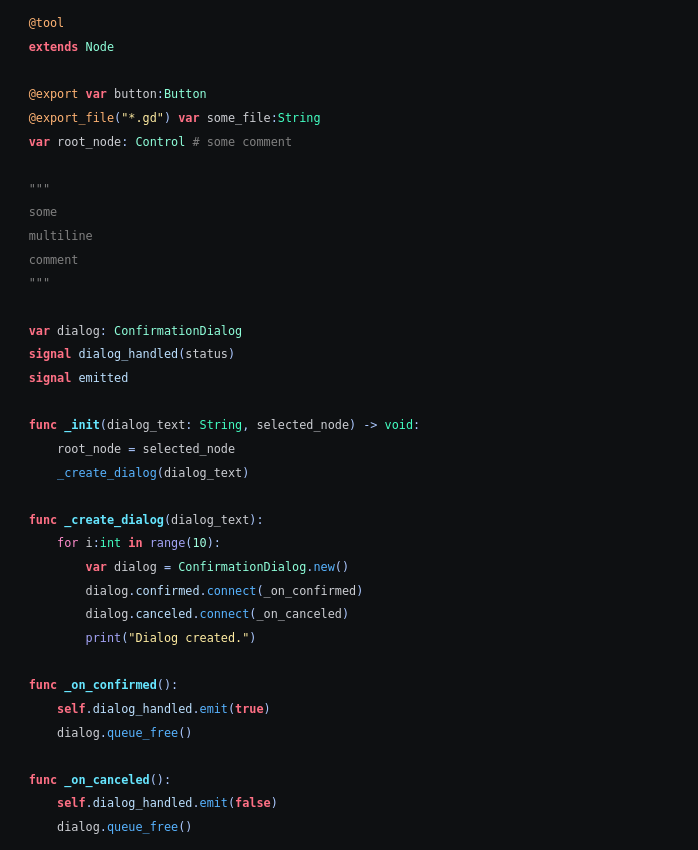 @tool
extends Node

@export var button:Button
@export_file("*.gd") var some_file:String
var root_node: Control # some comment

"""
some
multiline
comment
"""

var dialog: ConfirmationDialog
signal dialog_handled(status)
signal emitted

func _init(dialog_text: String, selected_node) -> void:
    root_node = selected_node
    _create_dialog(dialog_text)

func _create_dialog(dialog_text):
    for i:int in range(10):
        var dialog = ConfirmationDialog.new()
        dialog.confirmed.connect(_on_confirmed)
        dialog.canceled.connect(_on_canceled)
        print("Dialog created.")

func _on_confirmed():
    self.dialog_handled.emit(true)
    dialog.queue_free()

func _on_canceled():
    self.dialog_handled.emit(false)
    dialog.queue_free()